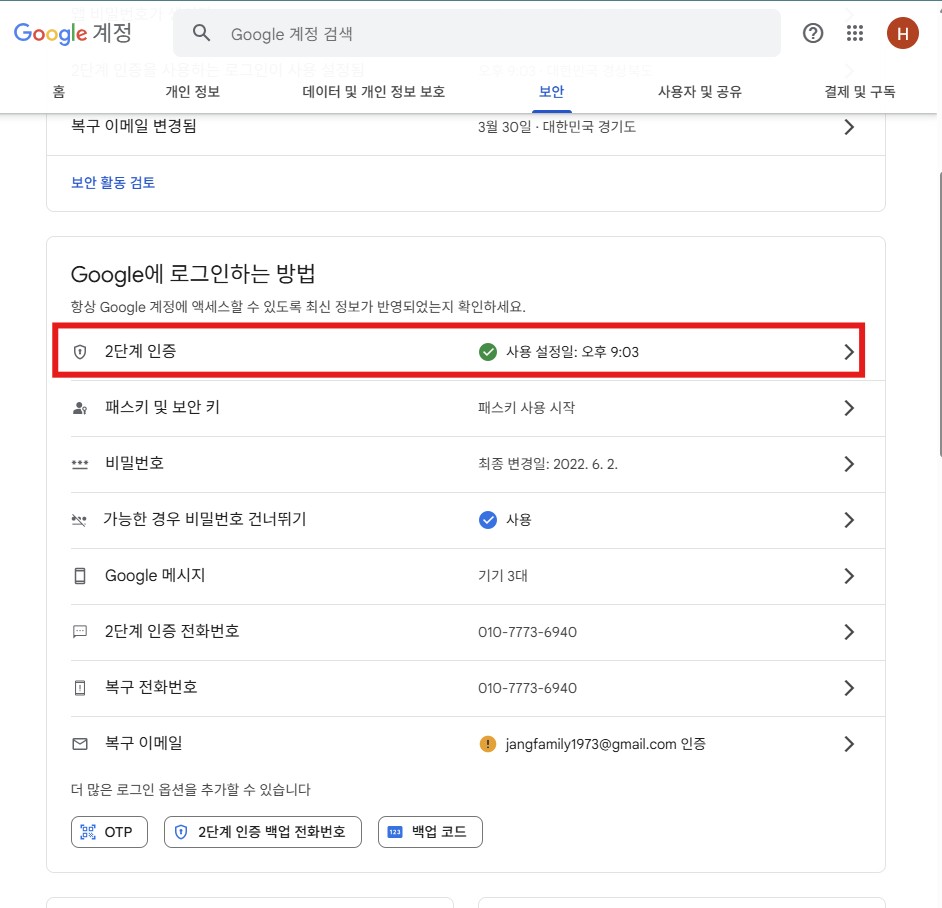 Google 계정
Google 계정 검색
H
2단계 인증을 사용하는 로그인이 사용 설정됨
오후 9:03 · 대한민국 경상북도
홈
개인 정보
데이터 및 개인 정보 보호
보안
사용자 및 공유
결제 및 구독
복구 이메일 변경됨
3월 30일 · 대한민국 경기도
보안 활동 검토
Google에 로그인하는 방법
항상 Google 계정에 액세스할 수 있도록 최신 정보가 반영되었는지 확인하세요.
2단계 인증
사용 설정일: 오후 9:03
패스키 및 보안 키
패스키 사용 시작
비밀번호
최종 변경일: 2022. 6. 2.
가능한 경우 비밀번호 건너뛰기
사용
Google 메시지
기기 3대
2단계 인증 전화번호
010-7773-6940
복구 전화번호
010-7773-6940
복구 이메일
jangfamily1973@gmail.com 인증
더 많은 로그인 옵션을 추가할 수 있습니다
OTP
2단계 인증 백업 전화번호
123
백업 코드